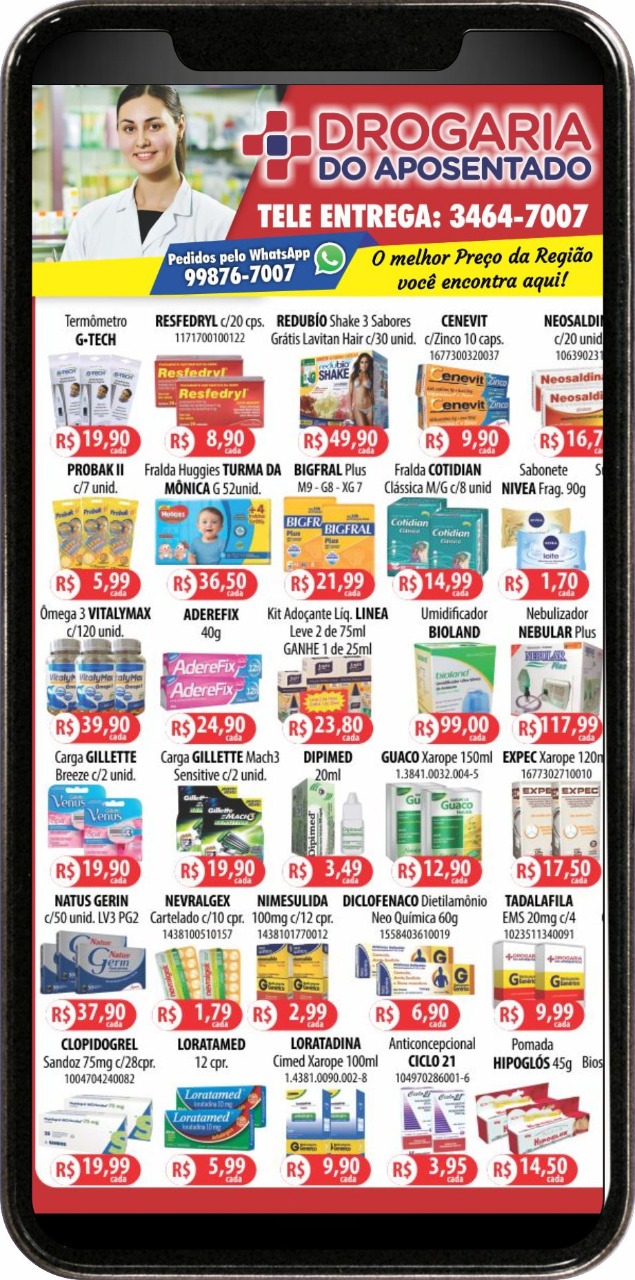 DROGARIA
DO APOSENTADO
TELE ENTREGA: 3464-7007
Pedidos pelo WhatsApp
99876-7007
O melhor Preço da Região
você encontra aqui!
Termômetro
G-TECH
RESFEDRYL c/20 cps.
1171700100122
REDUBÍO Shake 3 Sabores
Grátis Lavitan Hair c/30 unid.
CENEVIT
c/Zinco 10 caps.
1677300320037
NEOSALDIN
c/20 unid
106390231
R$ 19,90
cada
R$ 8,90
cada
R$ 49,90
cada
R$ 9,90
cada
R$ 16,7
PROBAK II
c/7 unid.
Fralda Huggies TURMA DA
MÔNICA G 52unid.
BIGFRAL Plus
M9 - G8 - XG 7
Fralda COTIDIAN
Clássica M/G c/8 unid
Sabonete
NIVEA Frag. 90g
R$ 5,99
cada
R$ 36,50
cada
R$ 21,99
cada
R$ 14,99
cada
R$ 1,70
cada
Ômega 3 VITALYMAX
c/120 unid.
ADEREFIX
40g
Kit Adoçante Líq. LINEA
Leve 2 de 75ml
GANHE 1 de 25ml
Umidificador
BIOLAND
Nebulizador
NEBULAR Plus
R$ 39,90
cada
R$ 24,90
cada
R$ 23,80
cada
R$ 99,00
cada
R$ 117,99
cada
Carga GILLETTE
Breeze c/2 unid.
Carga GILLETTE Mach3
Sensitive c/2 unid.
DIPIMED
20ml
GUACO Xarope 150ml
1.3841.0032.004-5
EXPEC Xarope 120m
1677302710010
R$ 19,90
cada
R$ 19,90
cada
R$ 3,49
cada
R$ 12,90
cada
R$ 17,50
cada
NATUS GERIN
c/50 unid. LV3 PG2
NEVRALGEX
Cartelado c/10 cpr.
1438100510157
NIMESULIDA
100mg c/12 cpr.
1438101770012
DICLOFENACO Dietilamônio
Neo Química 60g
1558403610019
TADALAFILA
EMS 20mg c/4
1023511340091
R$ 37,90
cada
R$ 1,79
cada
R$ 2,99
cada
R$ 6,90
cada
R$ 9,99
cada
CLOPIDOGREL
Sandoz 75mg c/28cpr.
1004704240082
LORATAMED
12 cpr.
LORATADINA
Cimed Xarope 100ml
1.4381.0090.002-8
Anticoncepcional
CICLO 21
104970286001-6
Pomada
HIPOGLÓS 45g
Bios
R$ 19,99
cada
R$ 5,99
cada
R$ 9,90
cada
R$ 3,95
cada
R$ 14,50
cada